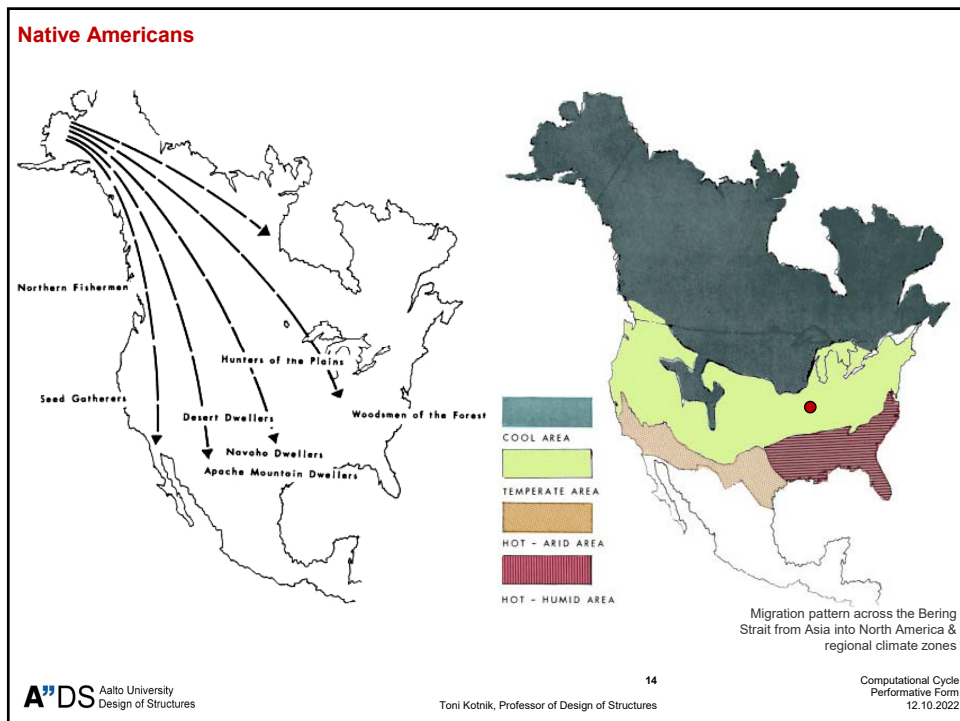 Native Americans
Northern Fishermen
Hunters of the Plains
Seed Gatherers
Desert Dwellers
Woodsmen of the Forest
Navaho Dwellers
Apache Mountain Dwellers
COOL AREA
TEMPERATE AREA
HOT - ARID AREA
HOT - HUMID AREA
Migration pattern across the Bering
Strait from Asia into North America &
regional climate zones
A”DS
Aalto University
Design of Structures
14
Toni Kotnik, Professor of Design of Structures
Computational Cycle
Performative Form
12.10.2022